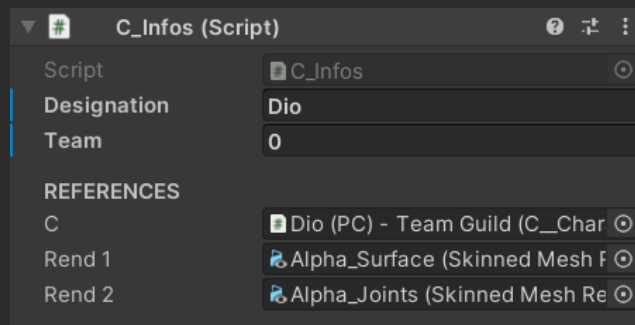 C_Infos (Script)
Script C_Infos
Designation Dio
Team 0
REFERENCES
C Dio (PC) - Team Guild (C__Char
Rend 1 Alpha_Surface (Skinned Mesh R
Rend 2 Alpha_Joints (Skinned Mesh Re